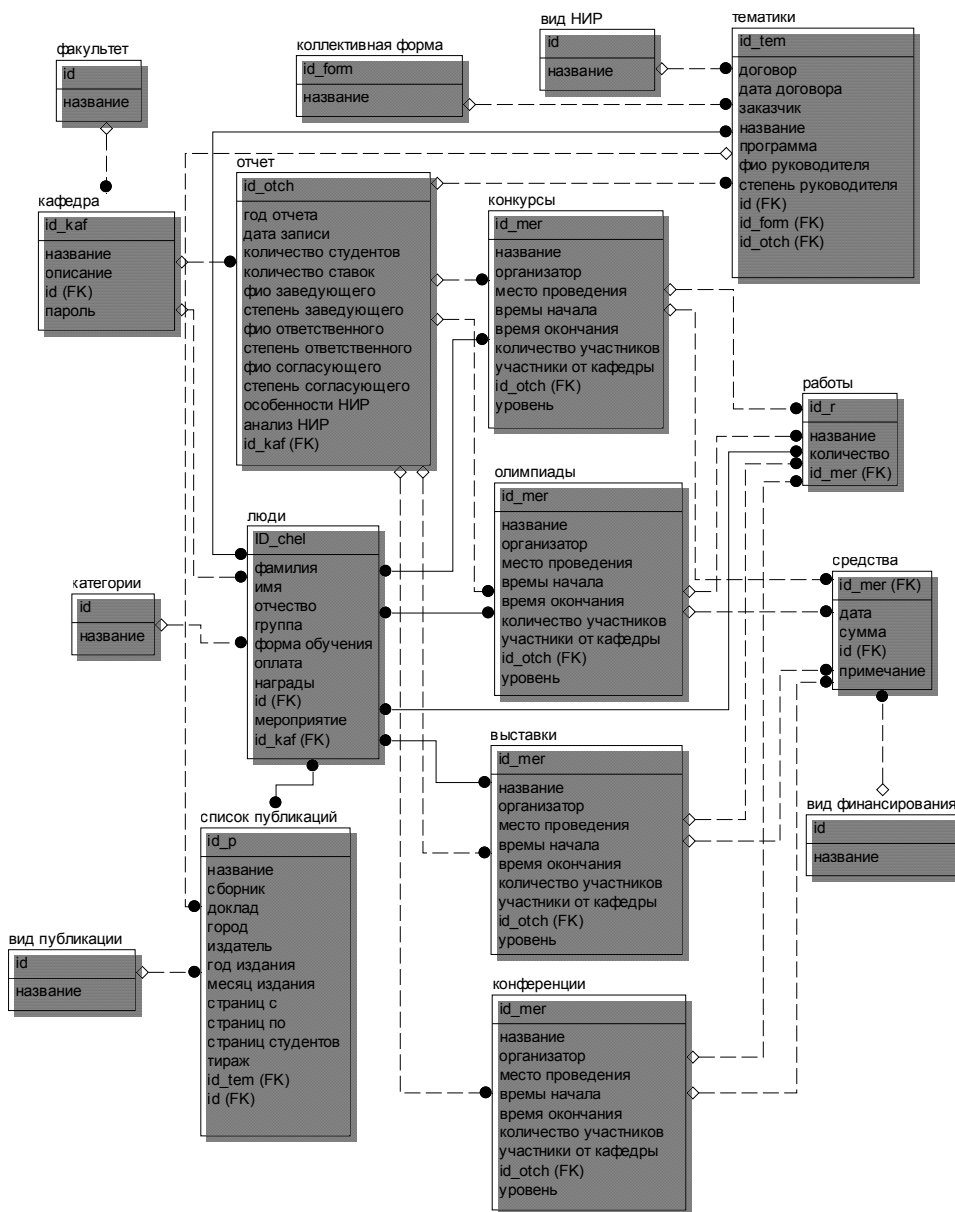 факультет
id
название
коллективная форма
id_form
название
вид НИР
id
название
тематики
id_tem
договор
дата договора
заказчик
название
программа
фио руководителя
степень руководителя
id (FK)
id_form (FK)
id_otch (FK)
кафедра
id_kaf
название
описание
id (FK)
пароль
отчет
id_otch
год отчета
дата записи
количество студентов
количество ставок
фио заведующего
степень заведующего
фио ответственного
степень ответственного
фио согласующего
степень согласующего
особенности НИР
анализ НИР
id_kaf (FK)
конкурсы
id_mer
название
организатор
место проведения
времы начала
время окончания
количество участников
участники от кафедры
id_otch (FK)
уровень
работы
id_r
название
количество
id_mer (FK)
олимпиады
id_mer
название
организатор
место проведения
времы начала
время окончания
количество участников
участники от кафедры
id_otch (FK)
уровень
люди
ID_chel
фамилия
имя
отчество
группа
форма обучения
оплата
награды
id (FK)
мероприятие
id_kaf (FK)
категории
id
название
средства
id_mer (FK)
дата
сумма
id (FK)
примечание
выставки
id_mer
название
организатор
место проведения
времы начала
время окончания
количество участников
участники от кафедры
id_otch (FK)
уровень
вид финансирования
id
название
список публикаций
id_p
название
сборник
доклад
город
издатель
год издания
месяц издания
страниц с
страниц по
страниц студентов
тираж
id_tem (FK)
id (FK)
вид публикации
id
название
конференции
id_mer
название
организатор
место проведения
времы начала
время окончания
количество участников
участники от кафедры
id_otch (FK)
уровень